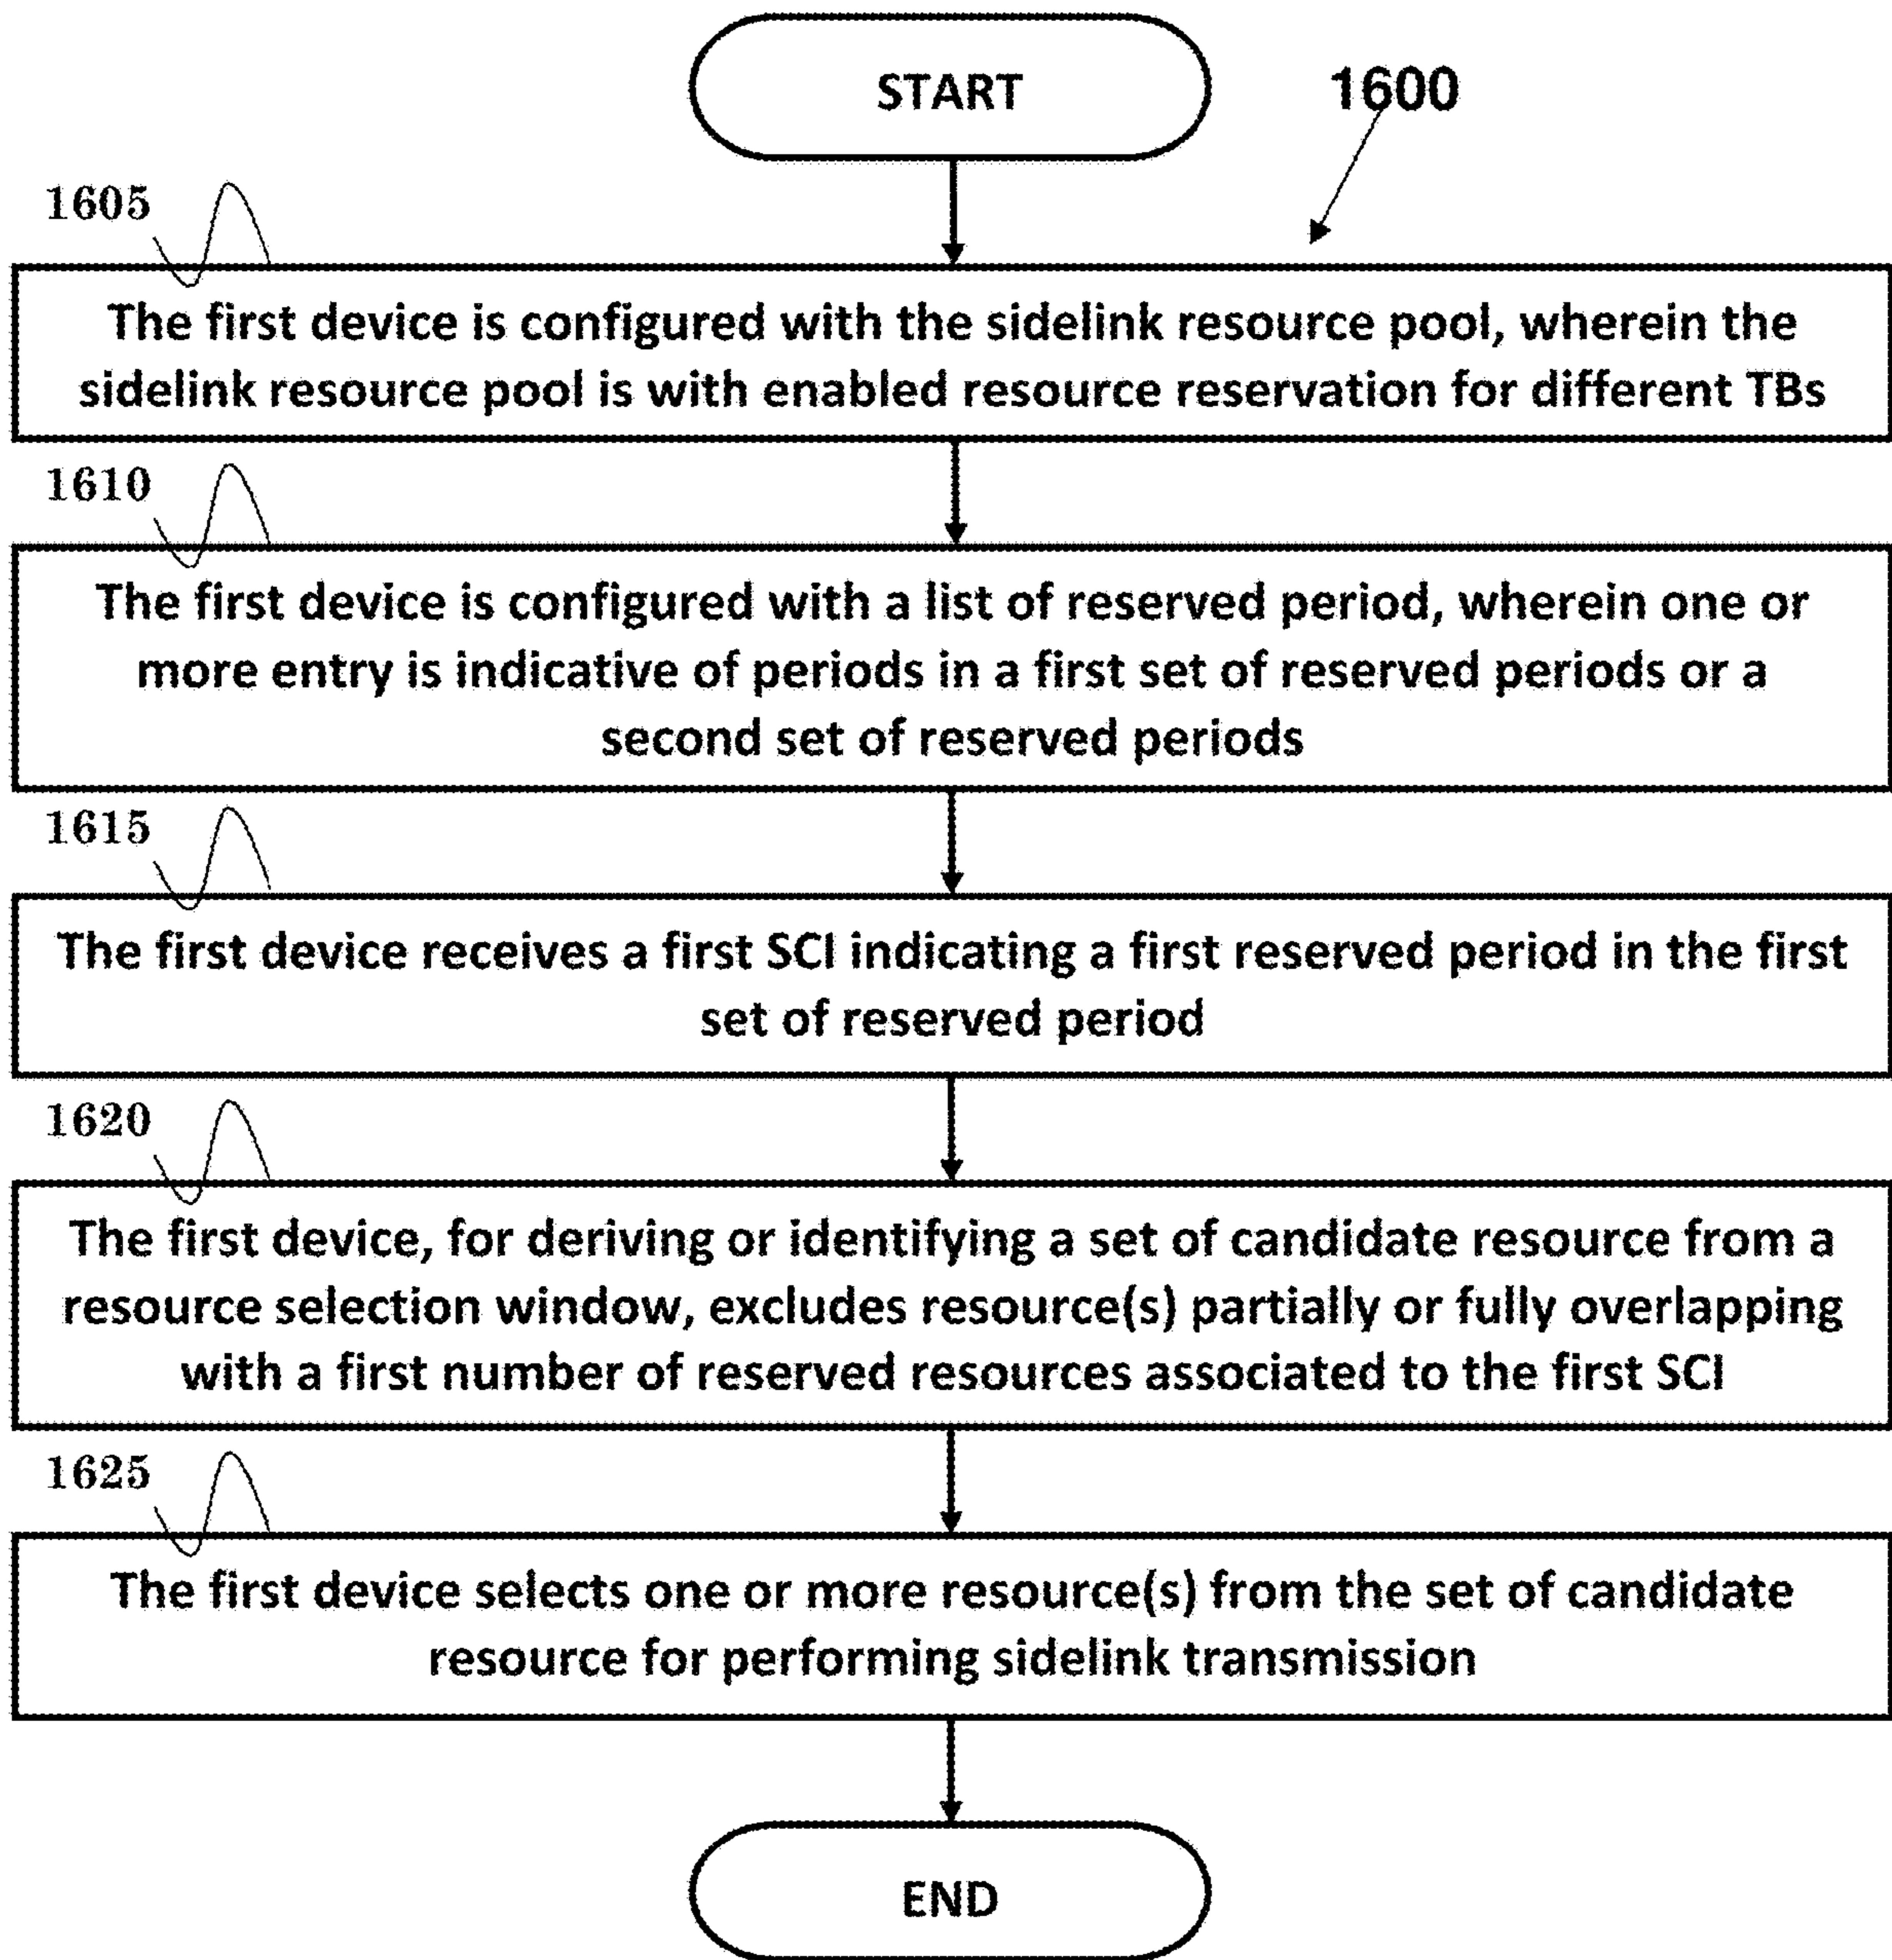 START
1600
1605
The first device is configured with the sidelink resource pool, wherein the
sidelink resource pool is with enabled resource reservation for different TBs
1610
The first device is configured with a list of reserved period, wherein one or
more entry is indicative of periods in a first set of reserved periods or a
second set of reserved periods
1615
The first device receives a first SCI indicating a first reserved period in the first
set of reserved period
1620
The first device, for deriving or identifying a set of candidate resource from a
resource selection window, excludes resource(s) partially or fully overlapping
with a first number of reserved resources associated to the first SCI
1625
The first device selects one or more resource(s) from the set of candidate
resource for performing sidelink transmission
END